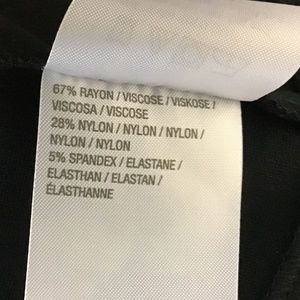 67% RAYON / VISCOSE / VISKOSE /
VISCOSA / VISCOSE
28% NYLON / NYLON / NYLON /
NYLON / NYLON
5% SPANDEX / ELASTANE /
ELASTHAN / ELASTAN /
ÉLASTHANNE